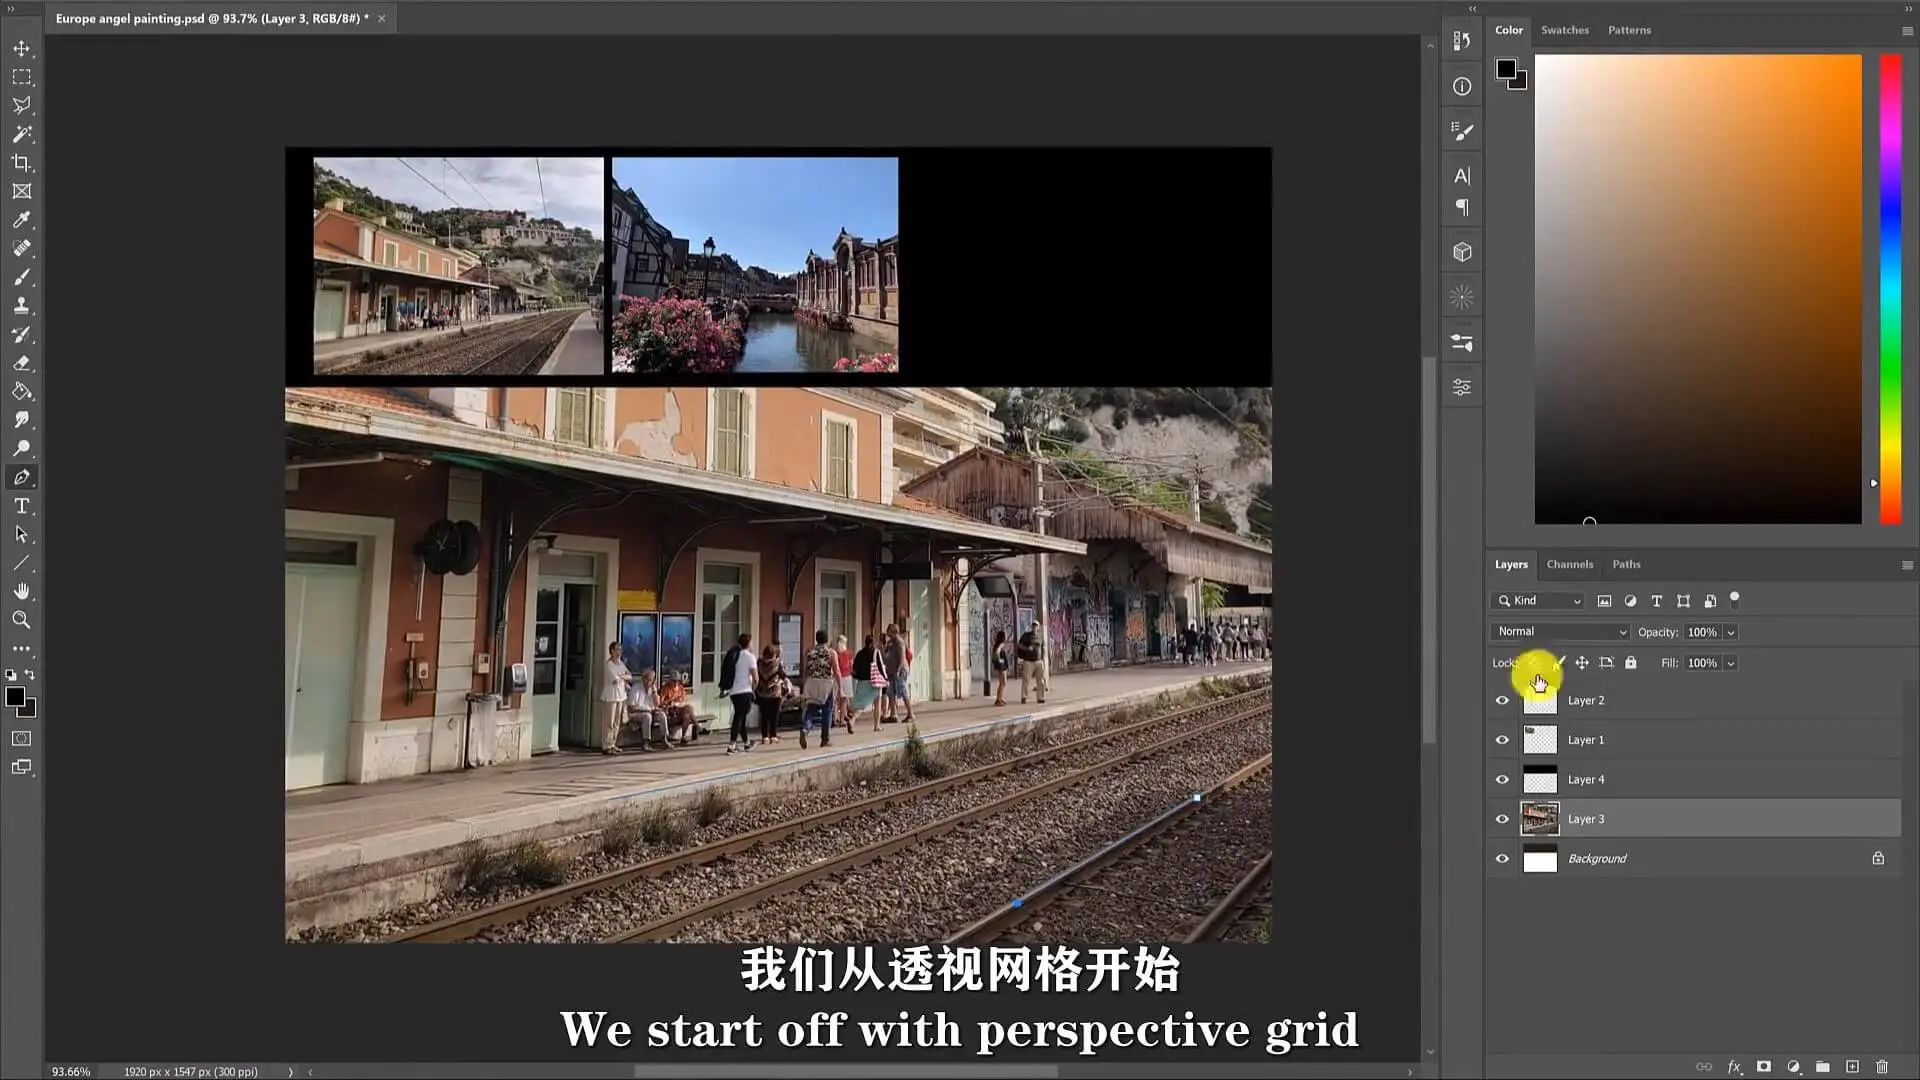 Europe angel painting.psd @ 93.7% (Layer 3, RGB/8#) *
Color
Swatches
Patterns
Layers
Channels
Paths
Kind
Normal
Opacity: 100%
Lock:
Fill: 100%
Layer 2
Layer 1
Layer 4
Layer 3
Background
我们从透视网格开始
We start off with perspective grid
93.66%
1920 px x 1547 px (300 ppi)